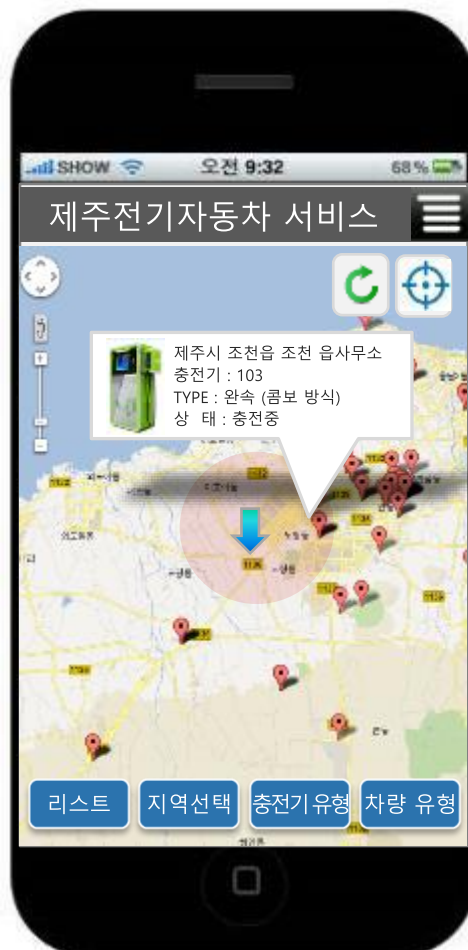 SHOW 오전 9:32 68 %
제주전기자동차 서비스
제주시 조천읍 조천 읍사무소
충전기 : 103
TYPE : 완속 (콤보 방식)
상 태 : 충전중
1132
1136
리스트 지역선택 충전기유형 차량 유형